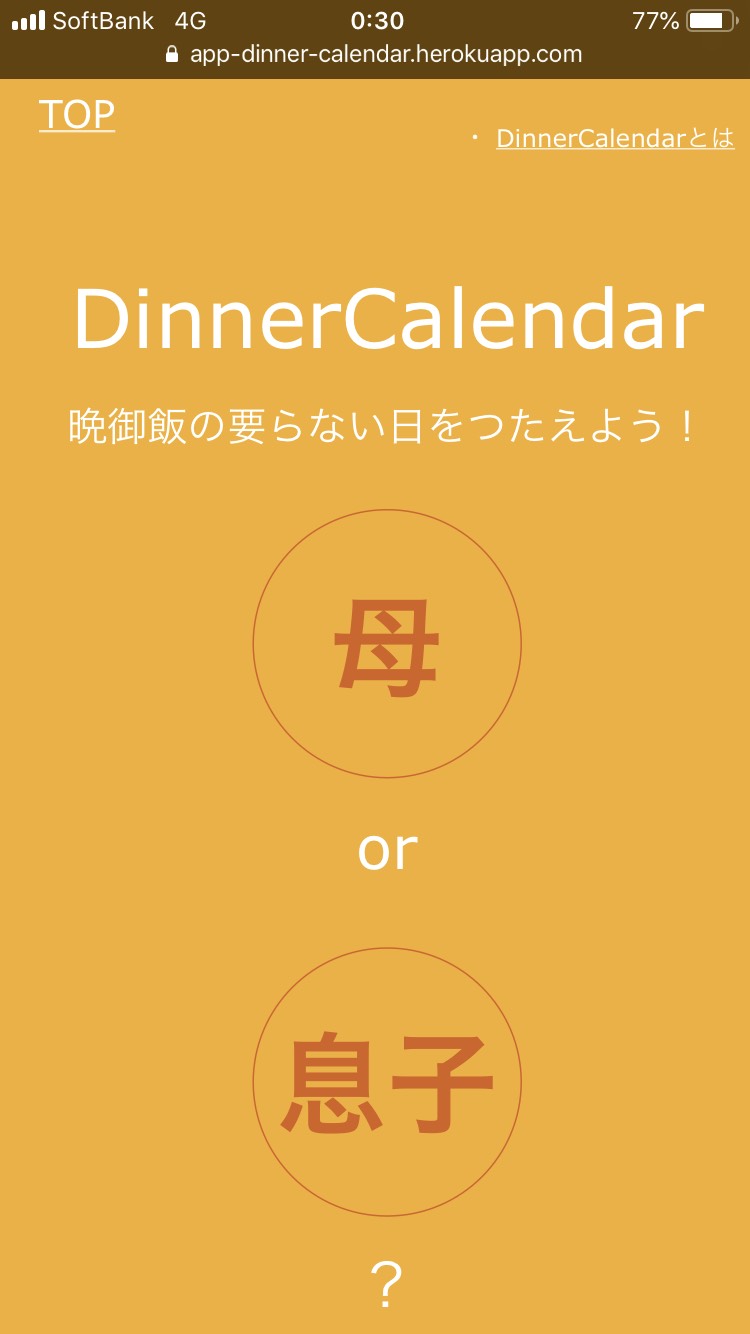 SoftBank 4G 0:30 77%
app-dinner-calendar.herokuapp.com
TOP
・ DinnerCalendarとは
DinnerCalendar
晩御飯の要らない日をつたえよう！
母
or
息子
？